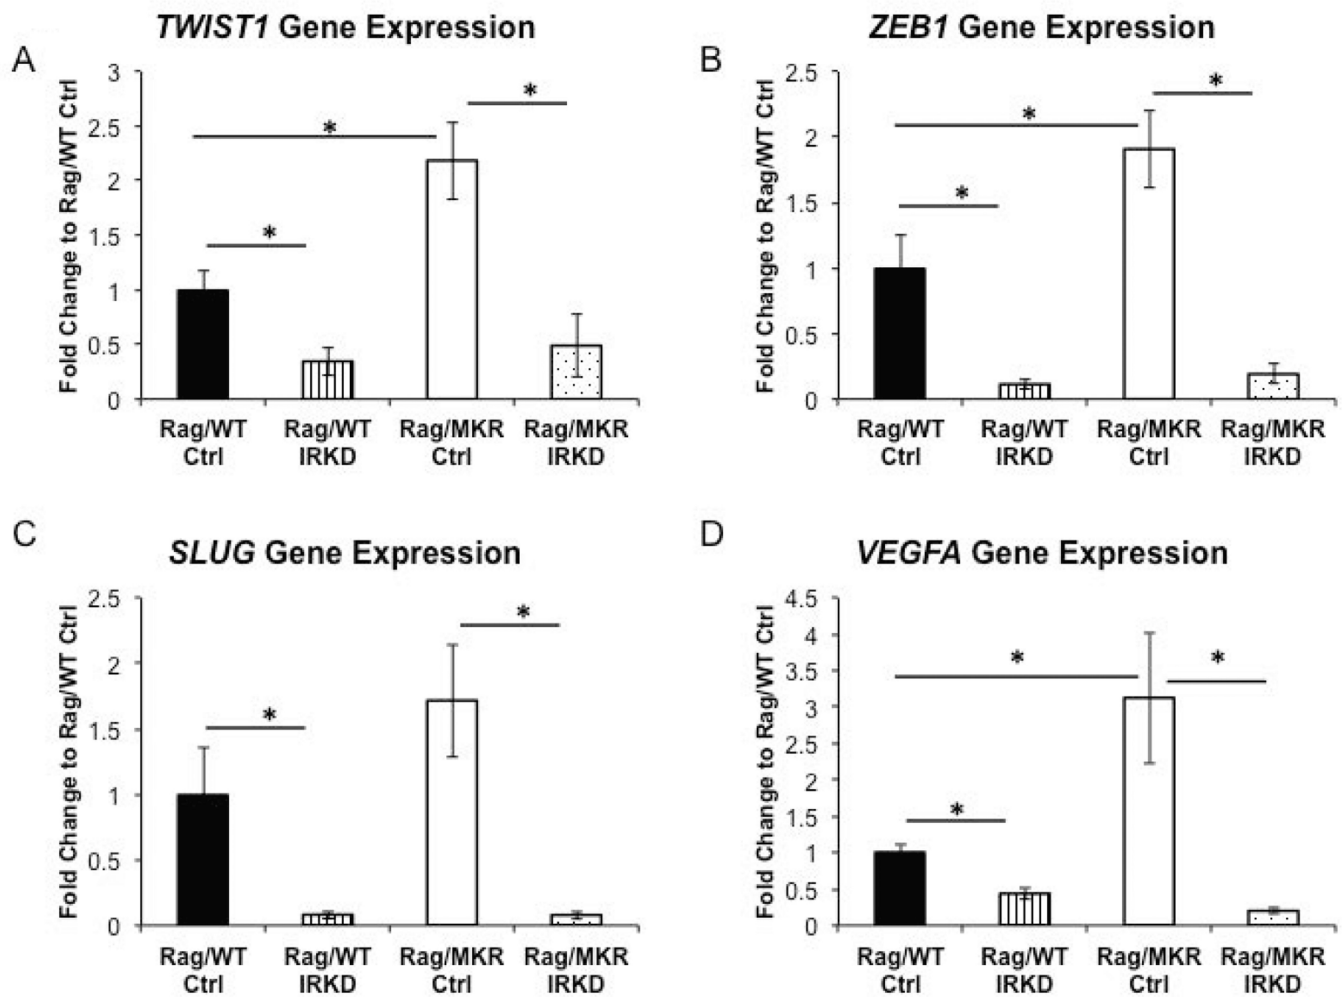 A
TWIST1 Gene Expression
Fold Change to Rag/WT Ctrl
3
2.5
2
1.5
1
0.5
0
*
*
*
Rag/WT Ctrl
Rag/WT IRKD
Rag/MKR Ctrl
Rag/MKR IRKD
B
ZEB1 Gene Expression
Fold Change to Rag/WT Ctrl
2.5
2
1.5
1
0.5
0
*
*
*
Rag/WT Ctrl
Rag/WT IRKD
Rag/MKR Ctrl
Rag/MKR IRKD
C
SLUG Gene Expression
Fold Change to Rag/WT Ctrl
2.5
2
1.5
1
0.5
0
*
*
Rag/WT Ctrl
Rag/WT IRKD
Rag/MKR Ctrl
Rag/MKR IRKD
D
VEGFA Gene Expression
Fold Change to Rag/WT Ctrl
4.5
4
3.5
3
2.5
2
1.5
1
0.5
0
*
*
*
Rag/WT Ctrl
Rag/WT IRKD
Rag/MKR Ctrl
Rag/MKR IRKD